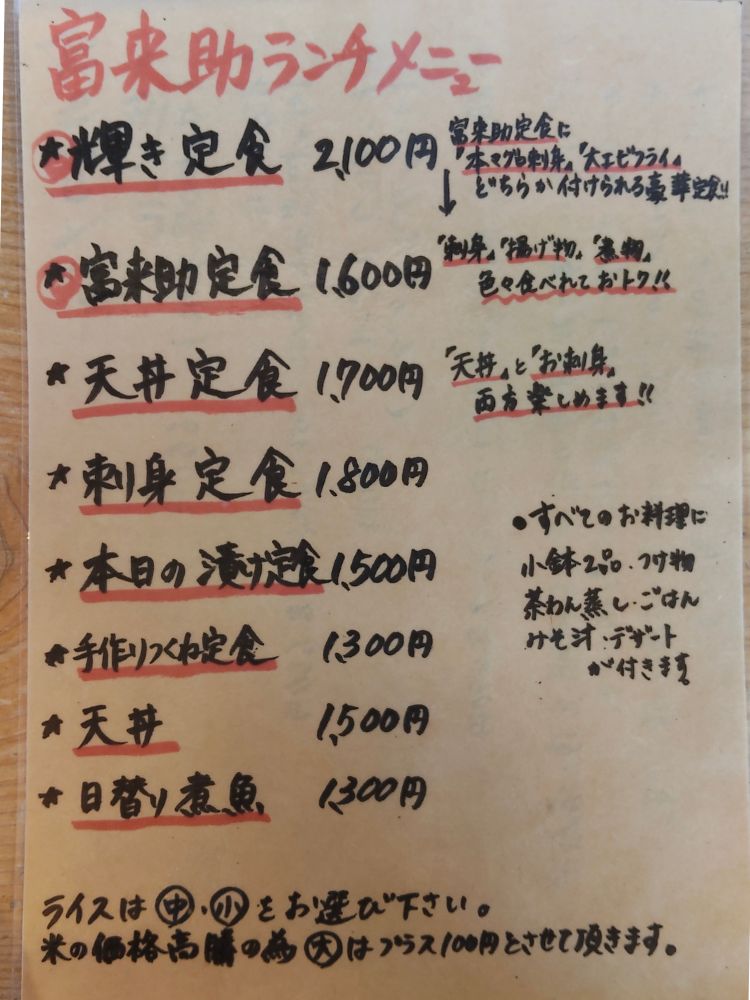 富来助ランチメニュー
★輝き定食 2,100円
富来助定食に
「本マグロ刺身」「大エビフライ」
どちらか付けられる豪華定食!!
★富来助定食 1,600円
「刺身」「揚げ物」「煮物」
色々食べれておトク!!
★天丼定食 1,700円
「天丼」と「お刺身」
両方楽しめます!!
★刺身定食 1,800円
★本日の漬け定食 1,500円
★手作りつくね定食 1,300円
★天丼 1,500円
★日替り煮魚 1,300円
●すべてのお料理に
小鉢2品・つけ物
茶わん蒸し・ごはん
みそ汁・デザート
が付きます。
ライスは㊥・㊛をお選び下さい。
米の価格高騰の為大はプラス100円とさせて頂きます。